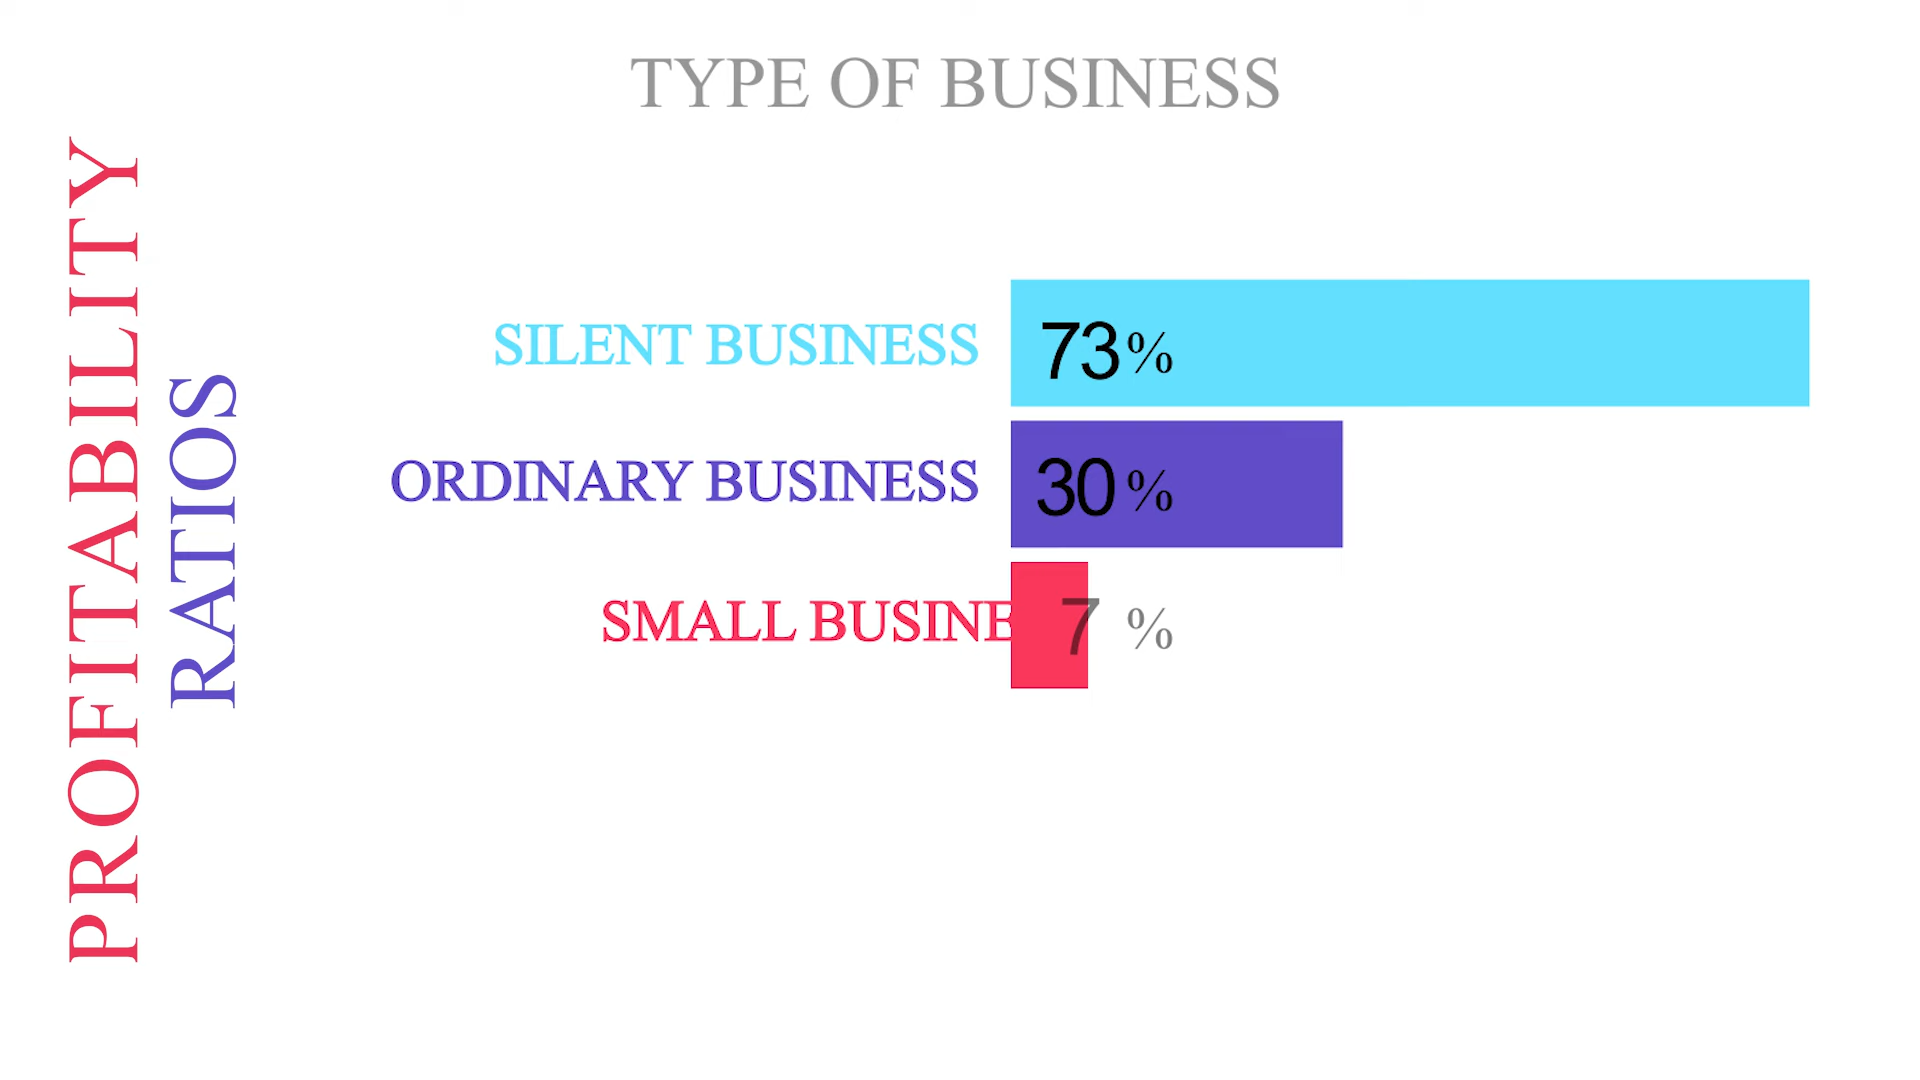 TYPE OF BUSINESS
PROFITABILITY
RATIOS
SILENT BUSINESS 73%
ORDINARY BUSINESS 30%
SMALL BUSINE 7 %